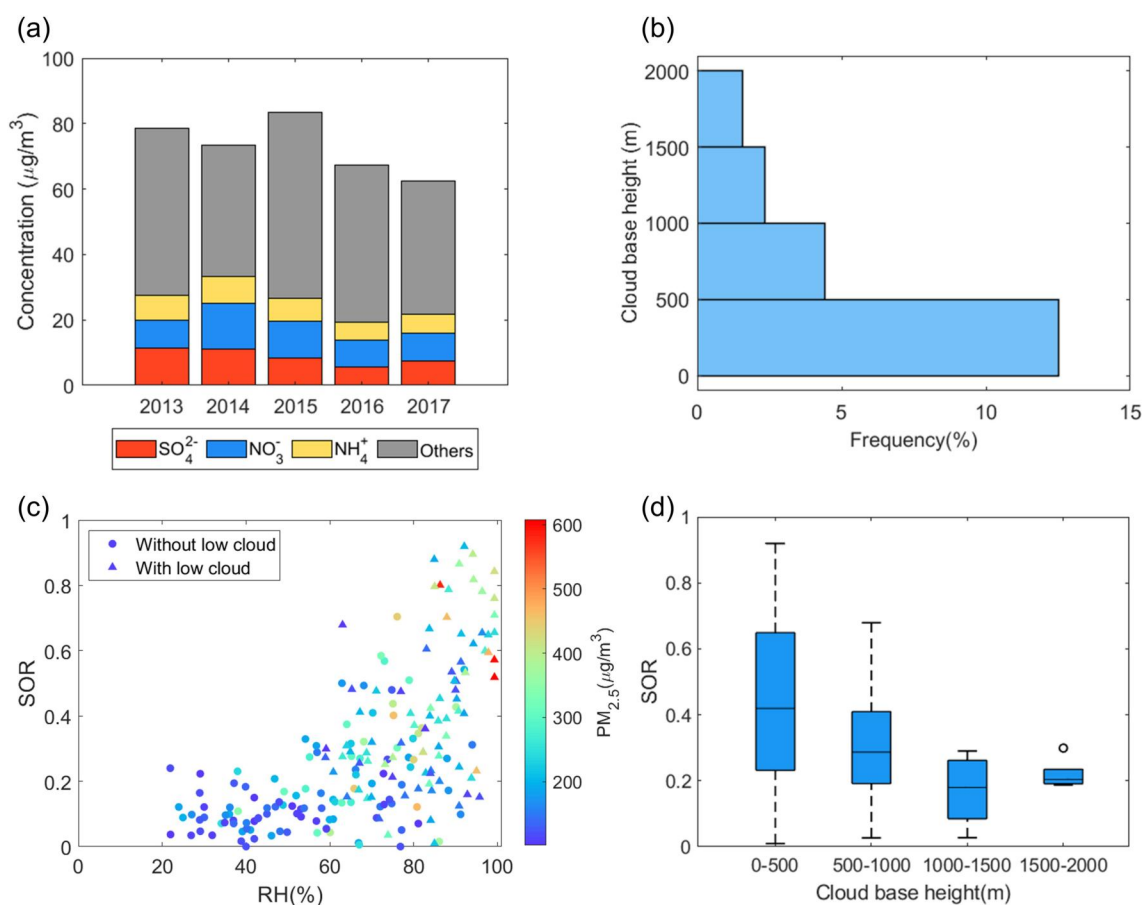 (a)
Concentration (μg/m³)
100
80
60
40
20
0
2013 2014 2015 2016 2017
SO₄²⁻ NO₃⁻ NH₄⁺ Others
(b)
Cloud base height (m)
2000
1500
1000
500
0
0 5 10 15
Frequency(%)
(c)
SOR
1
0.8
0.6
0.4
0.2
0
Without low cloud
With low cloud
0 20 40 60 80 100
RH(%)
600
500
400
300
200
PM₂.₅(μg/m³)
(d)
SOR
1
0.8
0.6
0.4
0.2
0
0-500 500-1000 1000-1500 1500-2000
Cloud base height(m)